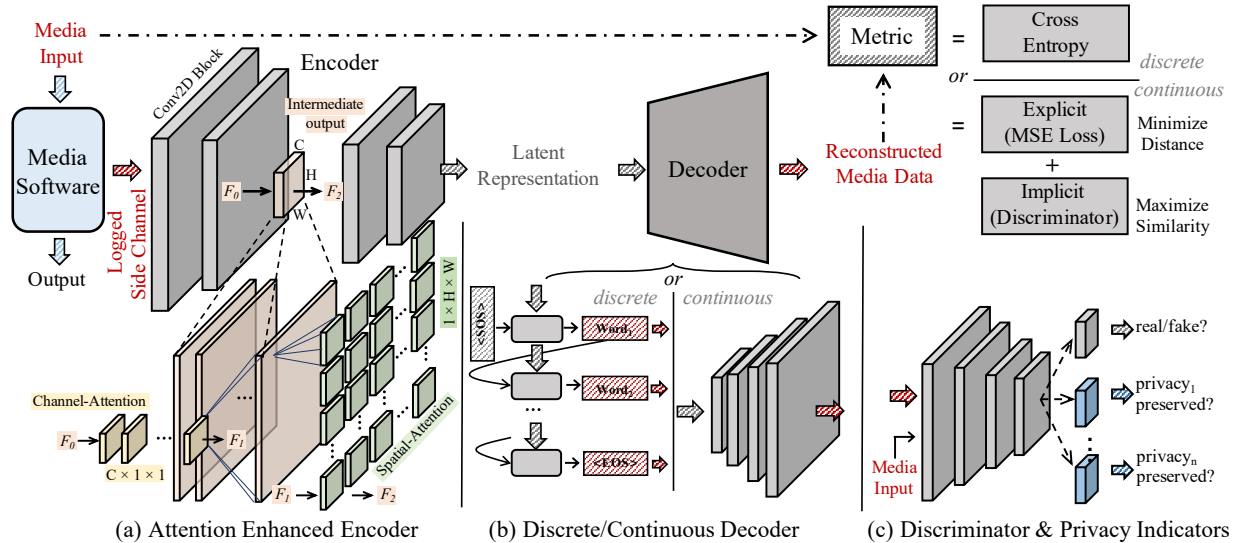 Media
Input
Media
Software
Output
Logged
Side Channel
Conv2D Block
Encoder
Intermediate
output
C
H
W
F0
F2
Latent
Representation
Decoder
Reconstructed
Media Data
Metric
=
Cross
Entropy
or
discrete
continuous
=
Explicit
(MSE Loss)
Minimize
Distance
+
Implicit
(Discriminator)
Maximize
Similarity
1 × H × W
Channel-Attention
F0
...
F1
C × 1 × 1
...
Spatial-Attention
F1
F2
(a) Attention Enhanced Encoder
or
discrete
continuous
<SOS>
Word1
Word2
...
<EOS>
(b) Discrete/Continuous Decoder
Media
Input
real/fake?
privacy1
preserved?
privacyn
preserved?
(c) Discriminator & Privacy Indicators